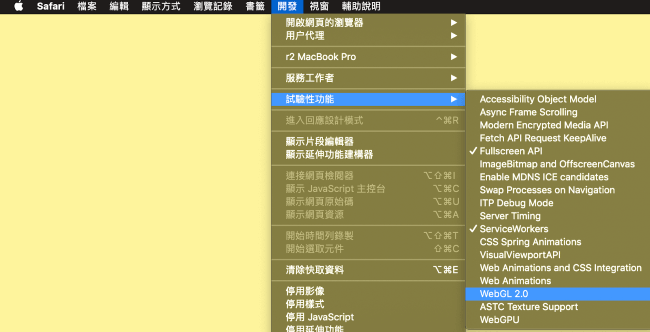 Safari 檔案 編輯 顯示方式 瀏覽記錄 書籤 開發 視窗 輔助說明
開啟網頁的瀏覽器
用户代理
r2 MacBook Pro
服務工作者
試驗性功能
進入回應設計模式 ^⌘R
顯示片段編輯器
顯示延伸功能建構器
連接網頁檢閱器 ⌥⇧⌘I
顯示 JavaScript 主控台 ⌥⌘C
顯示網頁原始碼 ⌥⌘U
顯示網頁資源 ⌥⌘A
開始時間列錄製 ⌥⇧⌘T
開始選取元件 ⇧⌘C
清除快取資料 ⌥⌘E
停用影像
停用樣式
停用 JavaScript
停用延伸功能
Accessibility Object Model
Async Frame Scrolling
Modern Encrypted Media API
Fetch API Request KeepAlive
✓ Fullscreen API
ImageBitmap and OffscreenCanvas
Enable MDNS ICE candidates
Swap Processes on Navigation
ITP Debug Mode
Server Timing
✓ ServiceWorkers
CSS Spring Animations
VisualViewportAPI
Web Animations and CSS Integration
Web Animations
WebGL 2.0
ASTC Texture Support
WebGPU